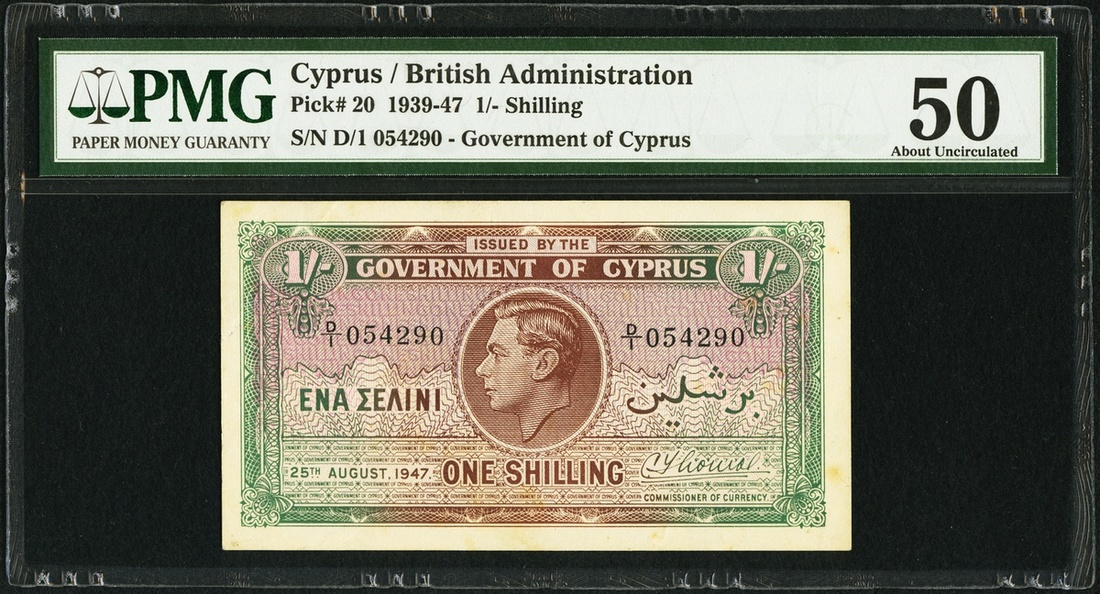 PMG
PAPER MONEY GUARANTY
Cyprus / British Administration
Pick# 20 1939-47 1/- Shilling
S/N D/1 054290 - Government of Cyprus
50
About Uncirculated
ISSUED BY THE
1/- GOVERNMENT OF CYPRUS 1/-
D/1 054290 D/1 054290
ΕΝΑ ΣΕΛΙΝΙ برشلين
25TH AUGUST, 1947. ONE SHILLING
COMMISSIONER OF CURRENCY.